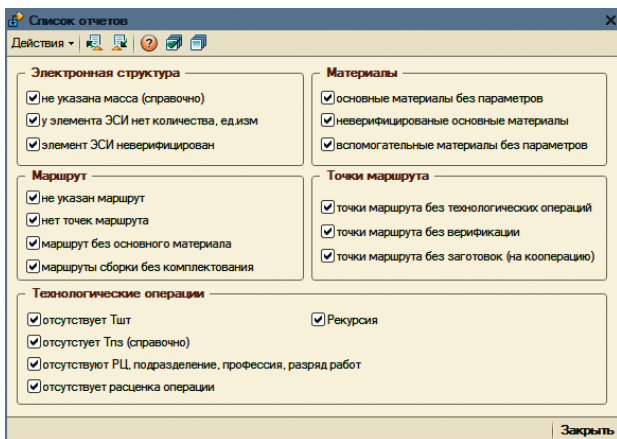 Список отчетов
Действия
Электронная структура
не указана масса (справочно)
у элемента ЭСИ нет количества, ед.изм
элемент ЭСИ неверифицирован
Материалы
основные материалы без параметров
неверифицированые основные материалы
вспомогательные материалы без параметров
Маршрут
не указан маршрут
нет точек маршрута
маршрут без основного материала
маршруты сборки без комплектования
Точки маршрута
точки маршрута без технологических операций
точки маршрута без верификации
точки маршрута без заготовок (на кооперацию)
Технологические операции
отсутствует Тшт
Рекурсия
отсутстует Тпз (справочно)
отсутствуют РЦ, подразделение, профессия, разряд работ
отсутствует расценка операции
Закрыть